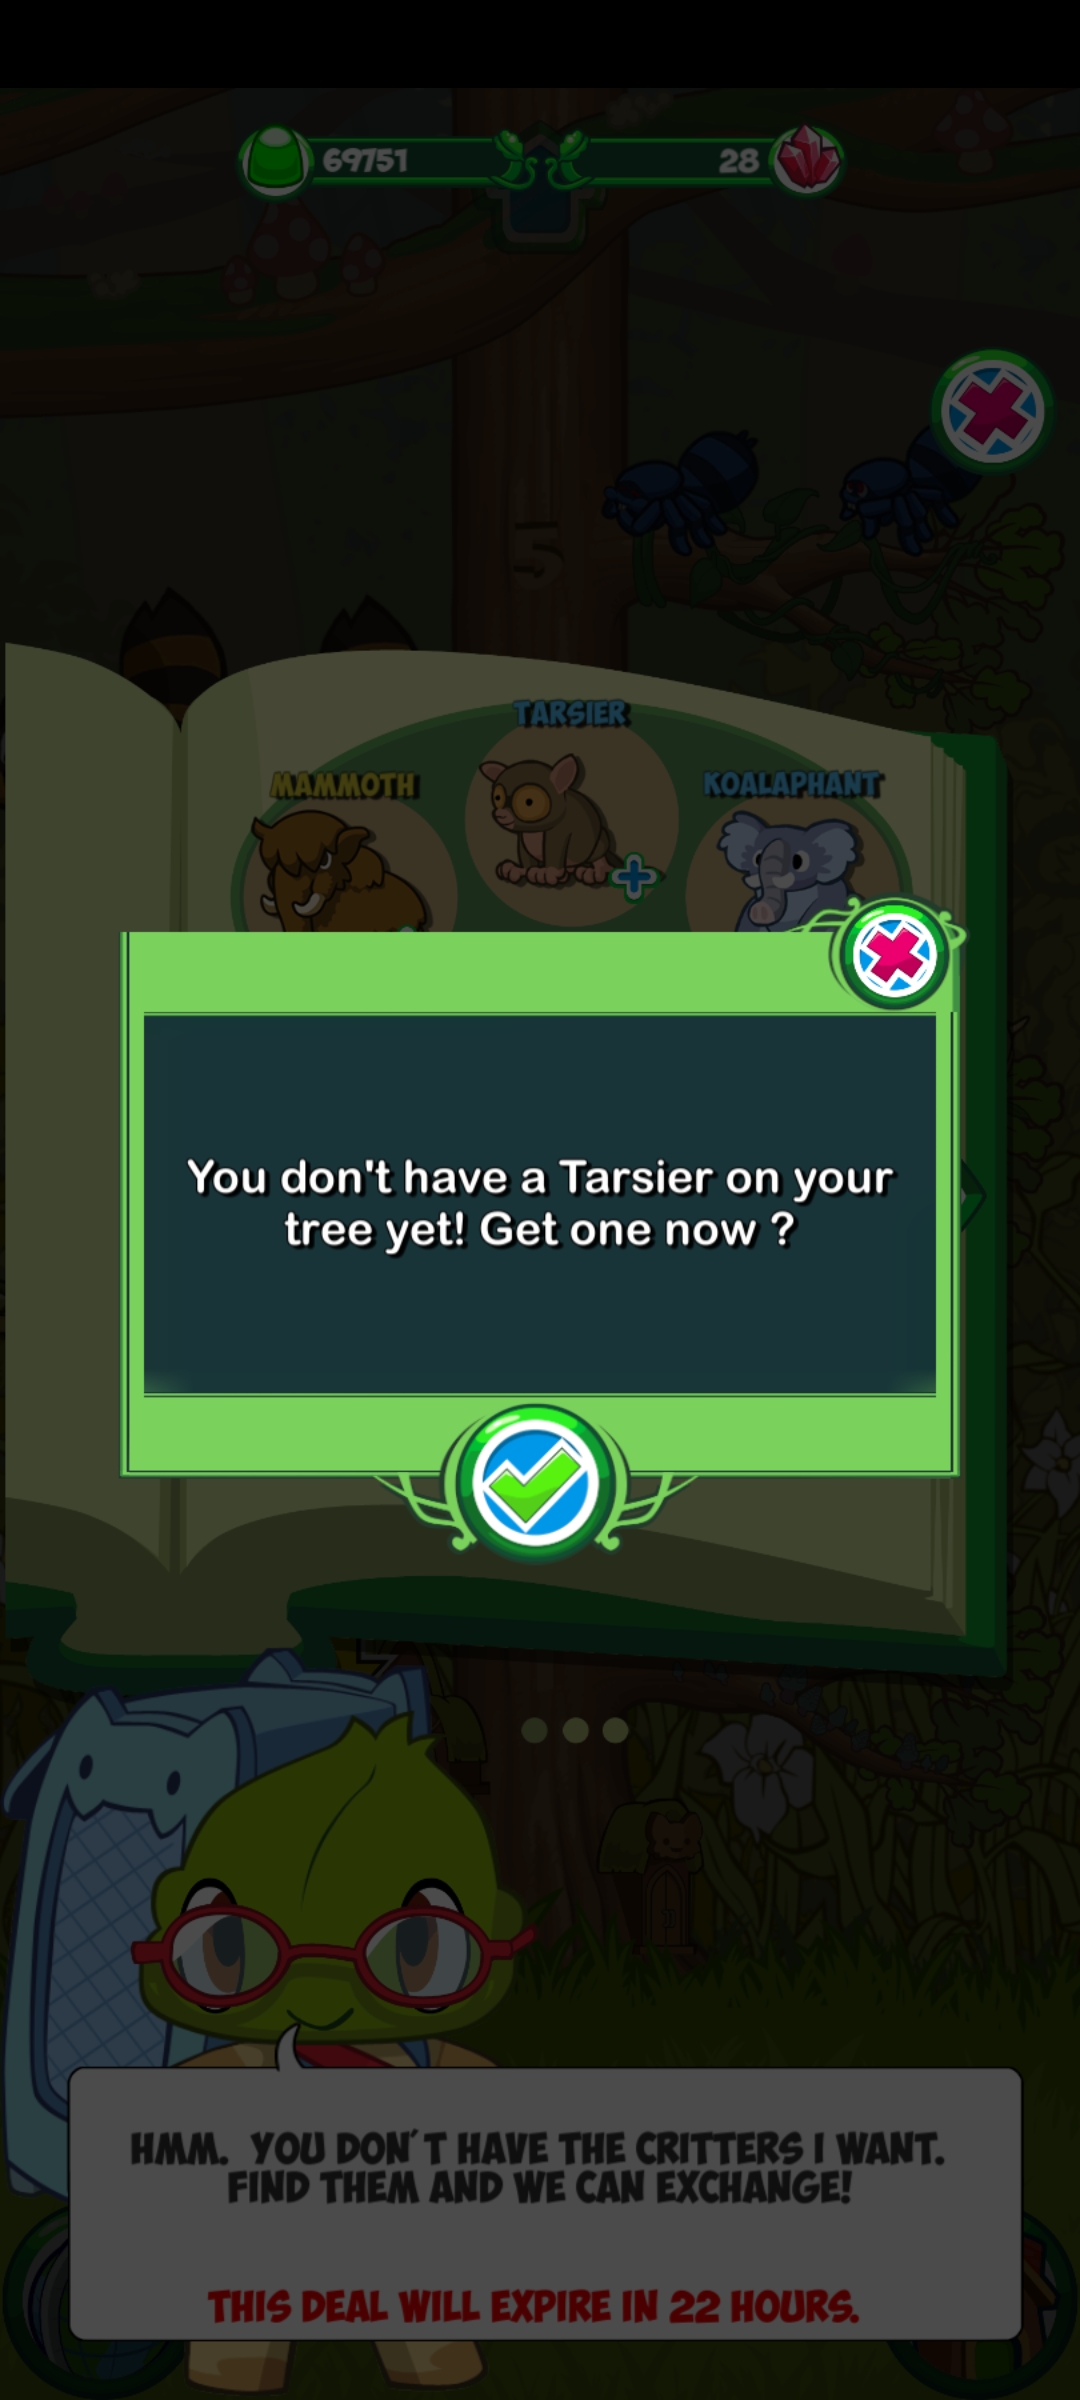 69751
28
5
TARSIER
MAMMOTH
KOALAPHANT
You don't have a Tarsier on your
tree yet! Get one now ?
HMM. YOU DON'T HAVE THE CRITTERS I WANT.
FIND THEM AND WE CAN EXCHANGE!
THIS DEAL WILL EXPIRE IN 22 HOURS.